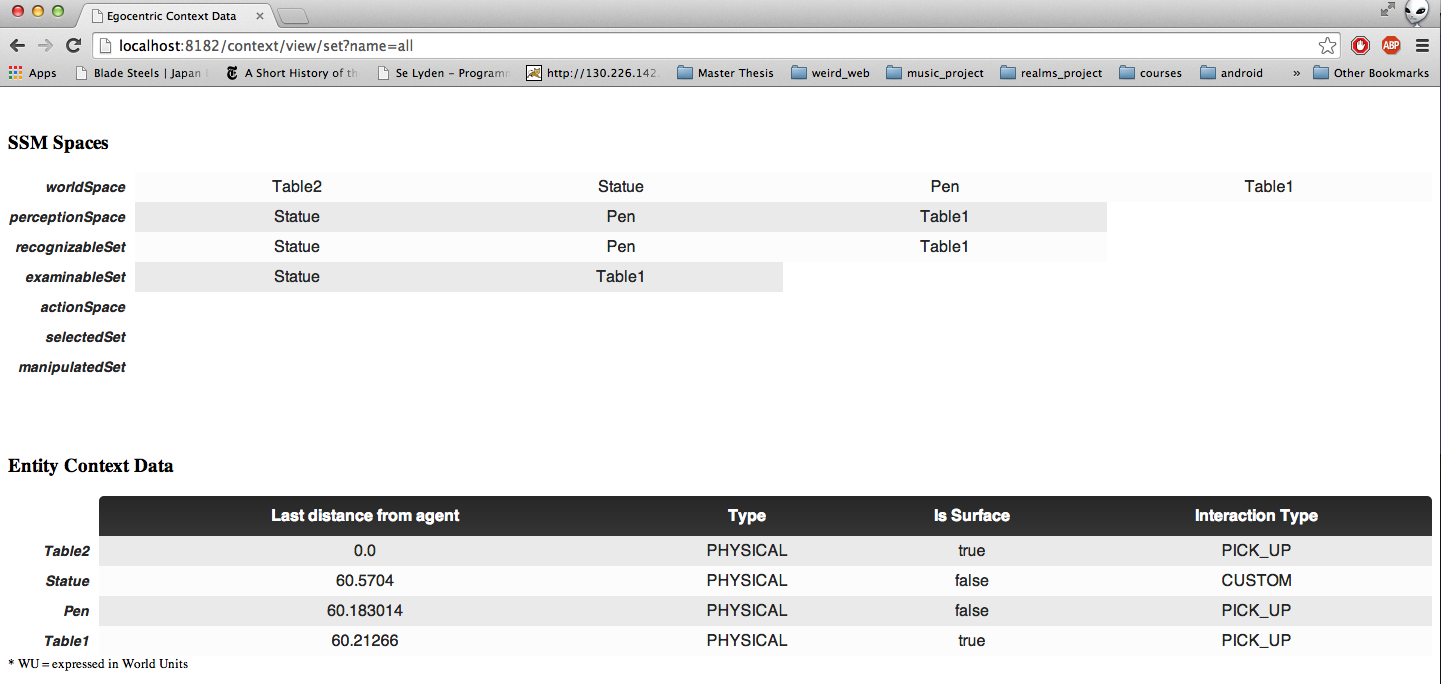 Egocentric Context Data
localhost:8182/context/view/set?name=all
ABP
Apps Blade Steels | Japan A Short History of th Se Lyden – Programm http://130.226.142. Master Thesis weird_web music_project realms_project courses android » Other Bookmarks
SSM Spaces
worldSpace Table2 Statue Pen Table1
perceptionSpace Statue Pen Table1
recognizableSet Statue Pen Table1
examinableSet Statue Table1
actionSpace
selectedSet
manipulatedSet
Entity Context Data
Last distance from agent Type Is Surface Interaction Type
Table2 0.0 PHYSICAL true PICK_UP
Statue 60.5704 PHYSICAL false CUSTOM
Pen 60.183014 PHYSICAL false PICK_UP
Table1 60.21266 PHYSICAL true PICK_UP
* WU = expressed in World Units